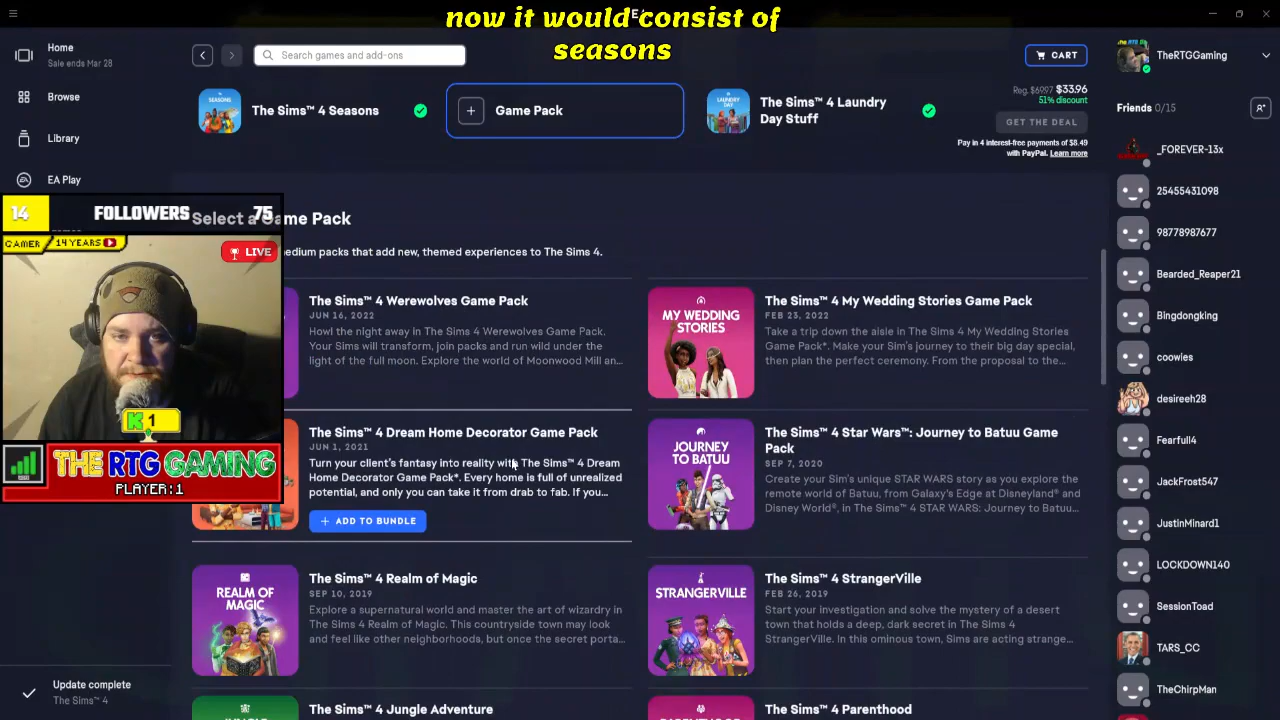 now it would consist of
seasons
Home
Sale ends Mar 28
Browse
Library
EA Play
Search games and add-ons
CART
TheRTGGaming
The Sims™ 4 Seasons
SEASONS
Game Pack
LAUNDRY DAY
The Sims™ 4 Laundry
Day Stuff
Reg. $69.97 $33.96
51% discount
GET THE DEAL
Pay in 4 interest-free payments of $8.49
with PayPal. Learn more
Friends 0/15
_FOREVER-13x
25455431098
98778987677
Bearded_Reaper21
Bingdongking
coowies
desireeh28
Fearful4
JackFrost547
JustinMinard1
LOCKDOWN140
SessionToad
TARS_CC
TheChirpMan
14 FOLLOWERS 75
GAMER 14 YEARS
LIVE
K 1
THE RTG GAMING
PLAYER:1
me Pack
edium packs that add new, themed experiences to The Sims 4.
The Sims™ 4 Werewolves Game Pack
JUN 16, 2022
Howl the night away in The Sims 4 Werewolves Game Pack.
Your Sims will transform, join packs and run wild under the
light of the full moon. Explore the world of Moonwood Mill an...
MY WEDDING
STORIES
The Sims™ 4 My Wedding Stories Game Pack
FEB 23, 2022
Take a trip down the aisle in The Sims 4 My Wedding Stories
Game Pack*. Make your Sim's journey to their big day special,
then plan the perfect ceremony. From the proposal to the...
The Sims™ 4 Dream Home Decorator Game Pack
JUN 1, 2021
Turn your client's fantasy into reality with The Sims™ 4 Dream
Home Decorator Game Pack*. Every home is full of unrealized
potential, and only you can take it from drab to fab. If you...
+ ADD TO BUNDLE
JOURNEY
TO BATUU
The Sims™ 4 Star Wars™: Journey to Batuu Game
Pack
SEP 7, 2020
Create your Sim's unique STAR WARS story as you explore the
remote world of Batuu, from Galaxy's Edge at Disneyland® and
Disney World®, in The Sims™ 4 STAR WARS: Journey to Batuu...
REALM OF
MAGIC
The Sims™ 4 Realm of Magic
SEP 10, 2019
Explore a supernatural world and master the art of wizardry in
The Sims 4 Realm of Magic. This countryside town may look
and feel like other neighborhoods, but once the secret porta...
STRANGERVILLE
The Sims™ 4 StrangerVille
FEB 26, 2019
Start your investigation and solve the mystery of a desert
town that holds a deep, dark secret in The Sims 4
StrangerVille. In this ominous town, Sims are acting strange...
The Sims™ 4 Jungle Adventure
The Sims™ 4 Parenthood
Update complete
The Sims™ 4